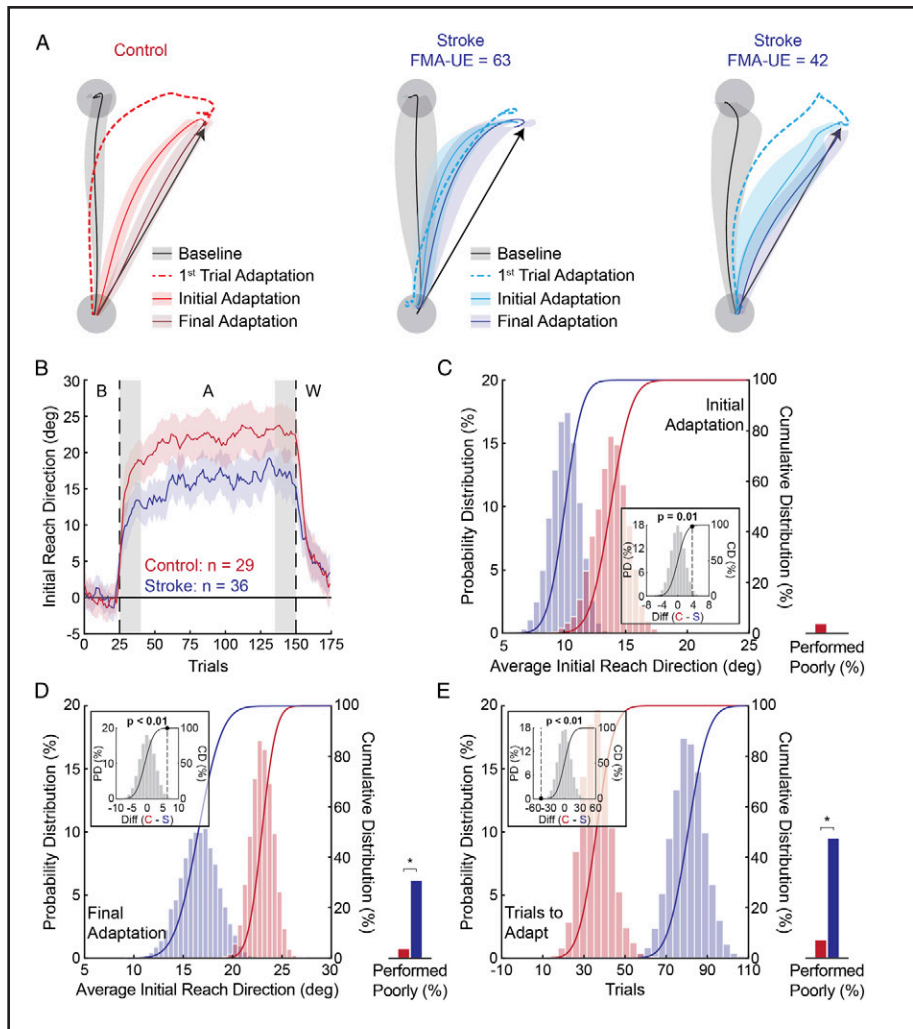 A
Control
Stroke
FMA-UE = 63
Stroke
FMA-UE = 42
Baseline
1st Trial Adaptation
Initial Adaptation
Final Adaptation
Baseline
1st Trial Adaptation
Initial Adaptation
Final Adaptation
B
Initial Reach Direction (deg)
30
25
20
15
10
5
0
-5
B
A
W
Control: n = 29
Stroke: n = 36
0
25
50
75
100
125
150
175
Trials
C
Probability Distribution (%)
20
15
10
5
0
Initial
Adaptation
p = 0.01
PD (%)
18
12
6
0
100
50
0
CD (%)
-8
-4
0
4
8
Diff (C - S)
100
80
60
40
20
0
Cumulative Distribution (%)
5
10
15
20
25
Average Initial Reach Direction (deg)
Performed
Poorly (%)
D
Probability Distribution (%)
20
15
10
5
0
p < 0.01
PD (%)
20
10
0
100
50
0
CD (%)
-10
-5
0
5
10
Diff (C - S)
Final
Adaptation
100
80
60
40
20
0
Cumulative Distribution (%)
5
10
15
20
25
30
Average Initial Reach Direction (deg)
*
Performed
Poorly (%)
E
Probability Distribution (%)
20
15
10
5
0
p < 0.01
PD (%)
18
12
6
0
100
50
0
CD (%)
-60
-30
0
30
60
Diff (C - S)
Trials to
Adapt
100
80
60
40
20
0
Cumulative Distribution (%)
-10
10
30
50
70
90
110
Trials
*
Performed
Poorly (%)